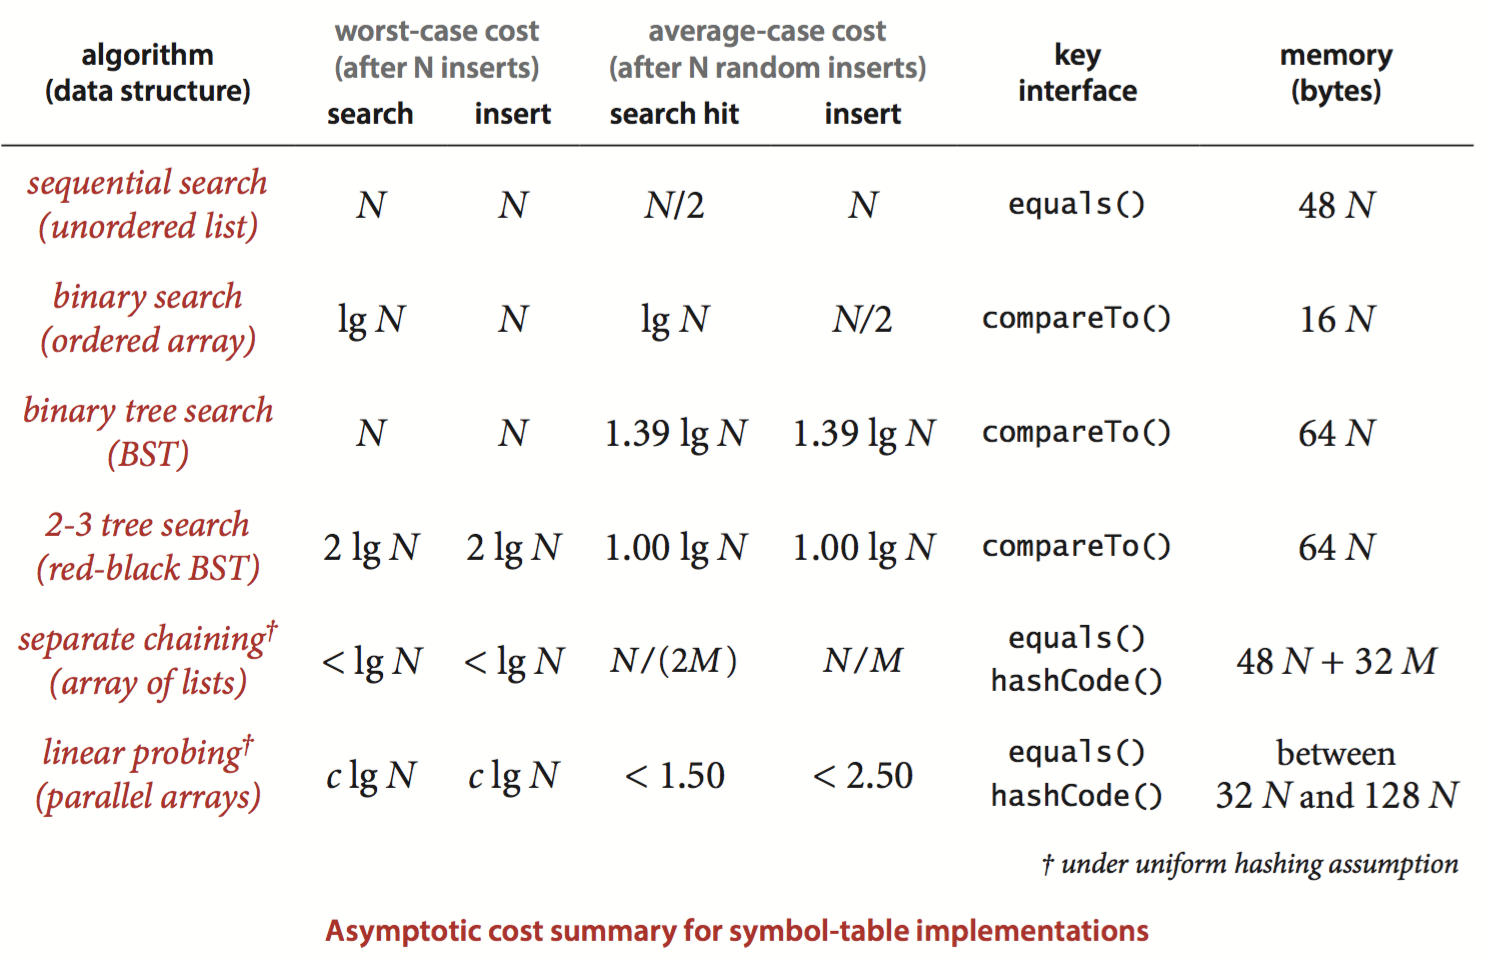 algorithm
(data structure)
worst-case cost
(after N inserts)
average-case cost
(after N random inserts)
key
interface
memory
(bytes)
search insert search hit insert
sequential search
(unordered list)
N N N/2 N equals() 48 N
binary search
(ordered array)
lg N N lg N N/2 compareTo() 16 N
binary tree search
(BST)
N N 1.39 lg N 1.39 lg N compareTo() 64 N
2-3 tree search
(red-black BST)
2 lg N 2 lg N 1.00 lg N 1.00 lg N compareTo() 64 N
separate chaining†
(array of lists)
< lg N < lg N N/(2M) N/M
equals()
hashCode()
48 N + 32 M
linear probing†
(parallel arrays)
c lg N c lg N < 1.50 < 2.50
equals()
hashCode()
between
32 N and 128 N
† under uniform hashing assumption
Asymptotic cost summary for symbol-table implementations